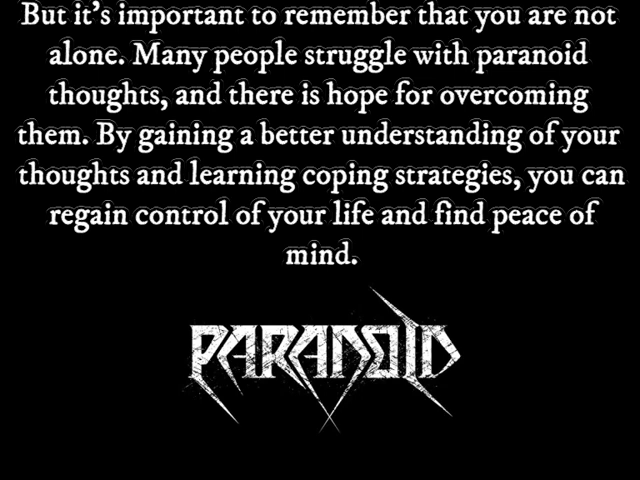 But it's important to remember that you are not
alone. Many people struggle with paranoid
thoughts, and there is hope for overcoming
them. By gaining a better understanding of your
thoughts and learning coping strategies, you can
regain control of your life and find peace of
mind.
PARANOID